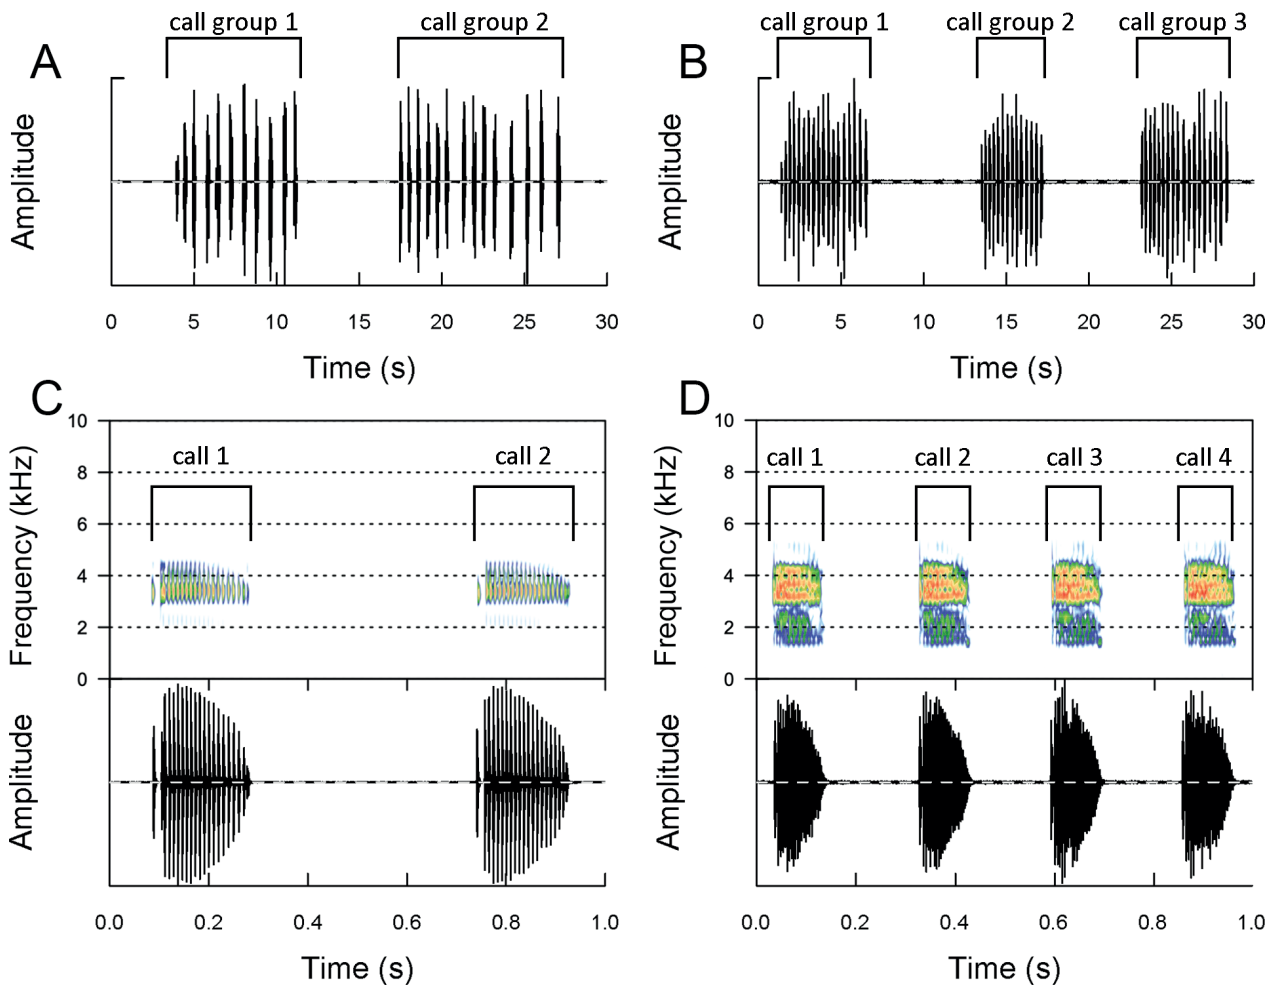 A
call group 1
call group 2
Amplitude
0 5 10 15 20 25 30
Time (s)
B
call group 1
call group 2
call group 3
Amplitude
0 5 10 15 20 25 30
Time (s)
C
10
8
6
4
2
0
Frequency (kHz)
call 1
call 2
Amplitude
0.0 0.2 0.4 0.6 0.8 1.0
Time (s)
D
10
8
6
4
2
0
Frequency (kHz)
call 1
call 2
call 3
call 4
Amplitude
0.0 0.2 0.4 0.6 0.8 1.0
Time (s)